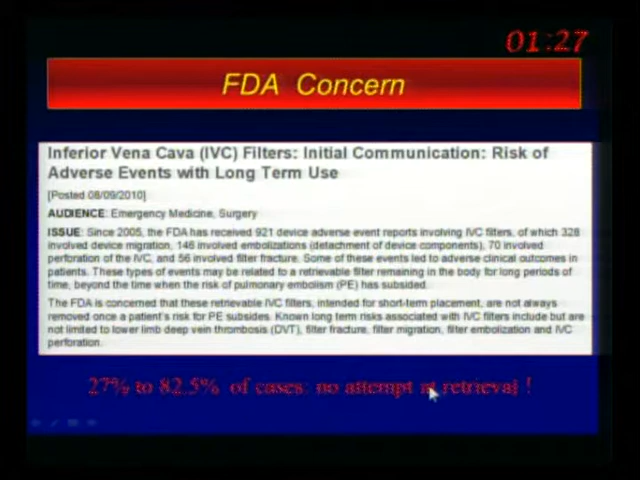 01:27
FDA Concern
Inferior Vena Cava (IVC) Filters: Initial Communication: Risk of
Adverse Events with Long Term Use
[Posted 08/09/2010]
AUDIENCE: Emergency Medicine, Surgery
ISSUE: Since 2005, the FDA has received 921 device adverse event reports involving IVC filters, of which 328
involved device migration, 146 involved embolizations (detachment of device components), 70 involved
perforation of the IVC, and 56 involved filter fracture. Some of these events led to adverse clinical outcomes in
patients. These types of events may be related to a retrievable filter remaining in the body for long periods of
time, beyond the time when the risk of pulmonary embolism (PE) has subsided.
The FDA is concerned that these retrievable IVC filters, intended for short-term placement, are not always
removed once a patient's risk for PE subsides. Known long term risks associated with IVC filters include but are
not limited to lower limb deep vein thrombosis (DVT), filter fracture, filter migration, filter embolization and IVC
perforation.
27% to 82.5% of cases: no attempt at retrieval !